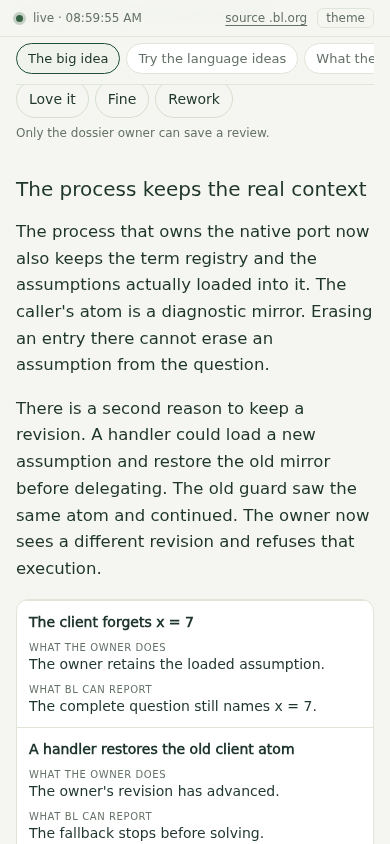 live · 08:59:55 AM
source .bl.org
theme
The big idea
Try the language ideas
What the
Love it
Fine
Rework
Only the dossier owner can save a review.
The process keeps the real context
The process that owns the native port now
also keeps the term registry and the
assumptions actually loaded into it. The
caller's atom is a diagnostic mirror. Erasing
an entry there cannot erase an
assumption from the question.
There is a second reason to keep a
revision. A handler could load a new
assumption and restore the old mirror
before delegating. The old guard saw the
same atom and continued. The owner now
sees a different revision and refuses that
execution.
The client forgets x = 7
WHAT THE OWNER DOES
The owner retains the loaded assumption.
WHAT BL CAN REPORT
The complete question still names x = 7.
A handler restores the old client atom
WHAT THE OWNER DOES
The owner's revision has advanced.
WHAT BL CAN REPORT
The fallback stops before solving.